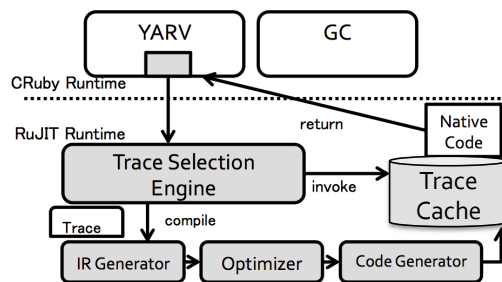 YARV
GC
CRuby Runtime
RuJIT Runtime
return
Native
Code
Trace Selection
Engine
invoke
Trace
Cache
Trace
compile
IR Generator
Optimizer
Code Generator